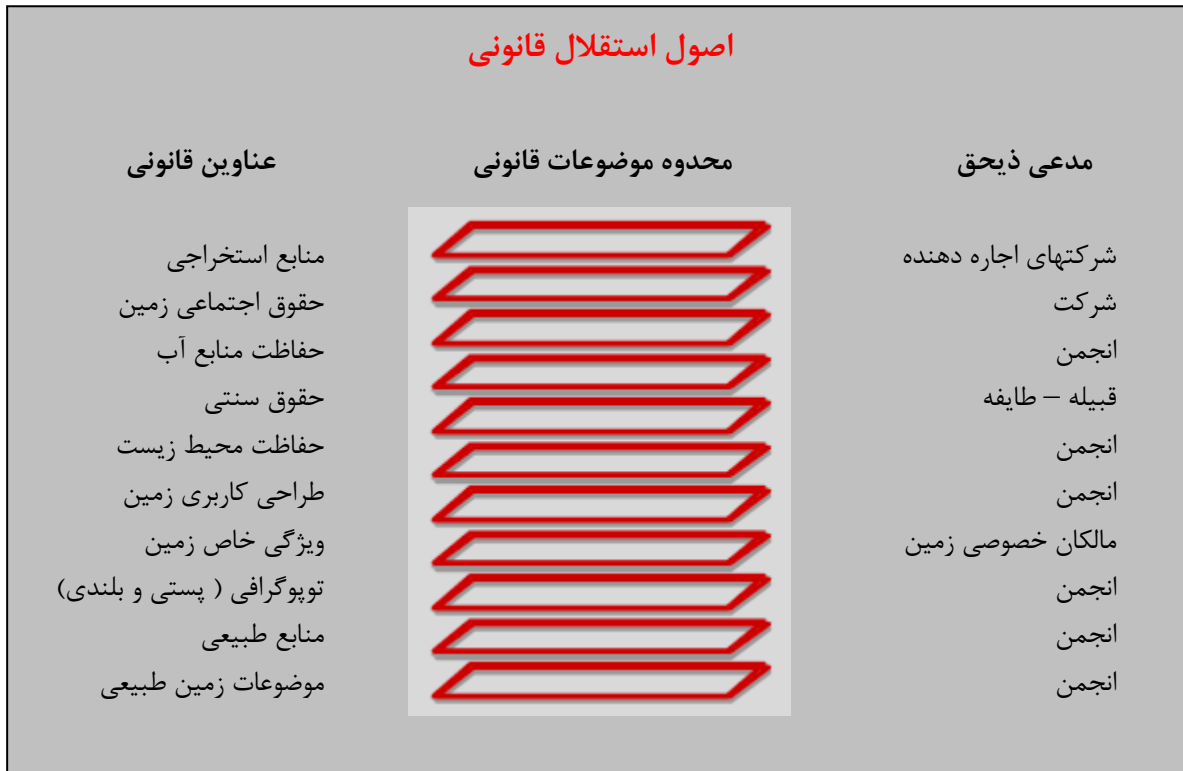 اصول استقلال قانونی
مدعی ذیحق محدوه موضوعات قانونی عناوین قانونی
شرکتهای اجاره دهنده منابع استخراجی
شرکت حقوق اجتماعی زمین
انجمن حفاظت منابع آب
قبیله – طایفه حقوق سنتی
انجمن حفاظت محیط زیست
انجمن طراحی کاربری زمین
مالکان خصوصی زمین ویژگی خاص زمین
انجمن توپوگرافی ( پستی و بلندی)
انجمن منابع طبیعی
انجمن موضوعات زمین طبیعی